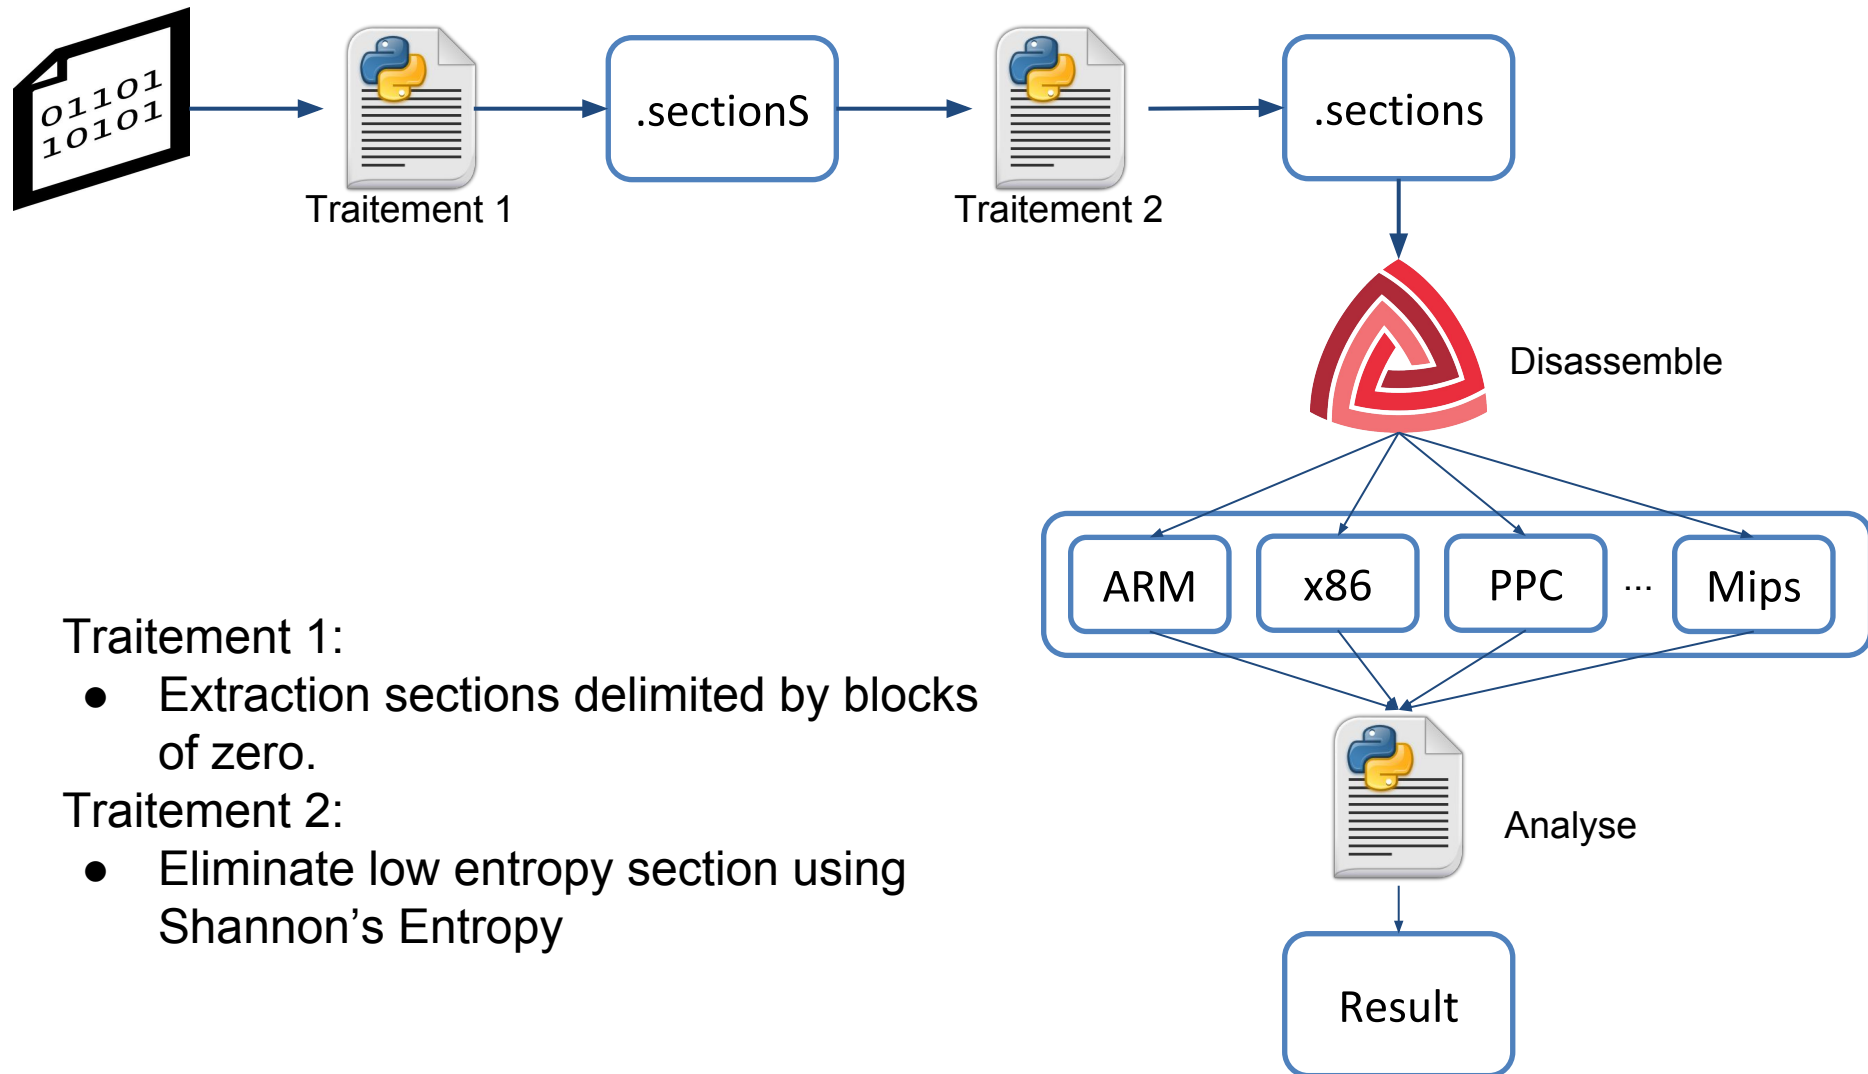 01101
10101
.sectionS
.sections
Traitement 1
Traitement 2
Disassemble
ARM
x86
PPC
...
Mips
Traitement 1:
● Extraction sections delimited by blocks
of zero.
Traitement 2:
● Eliminate low entropy section using
Shannon’s Entropy
Analyse
Result